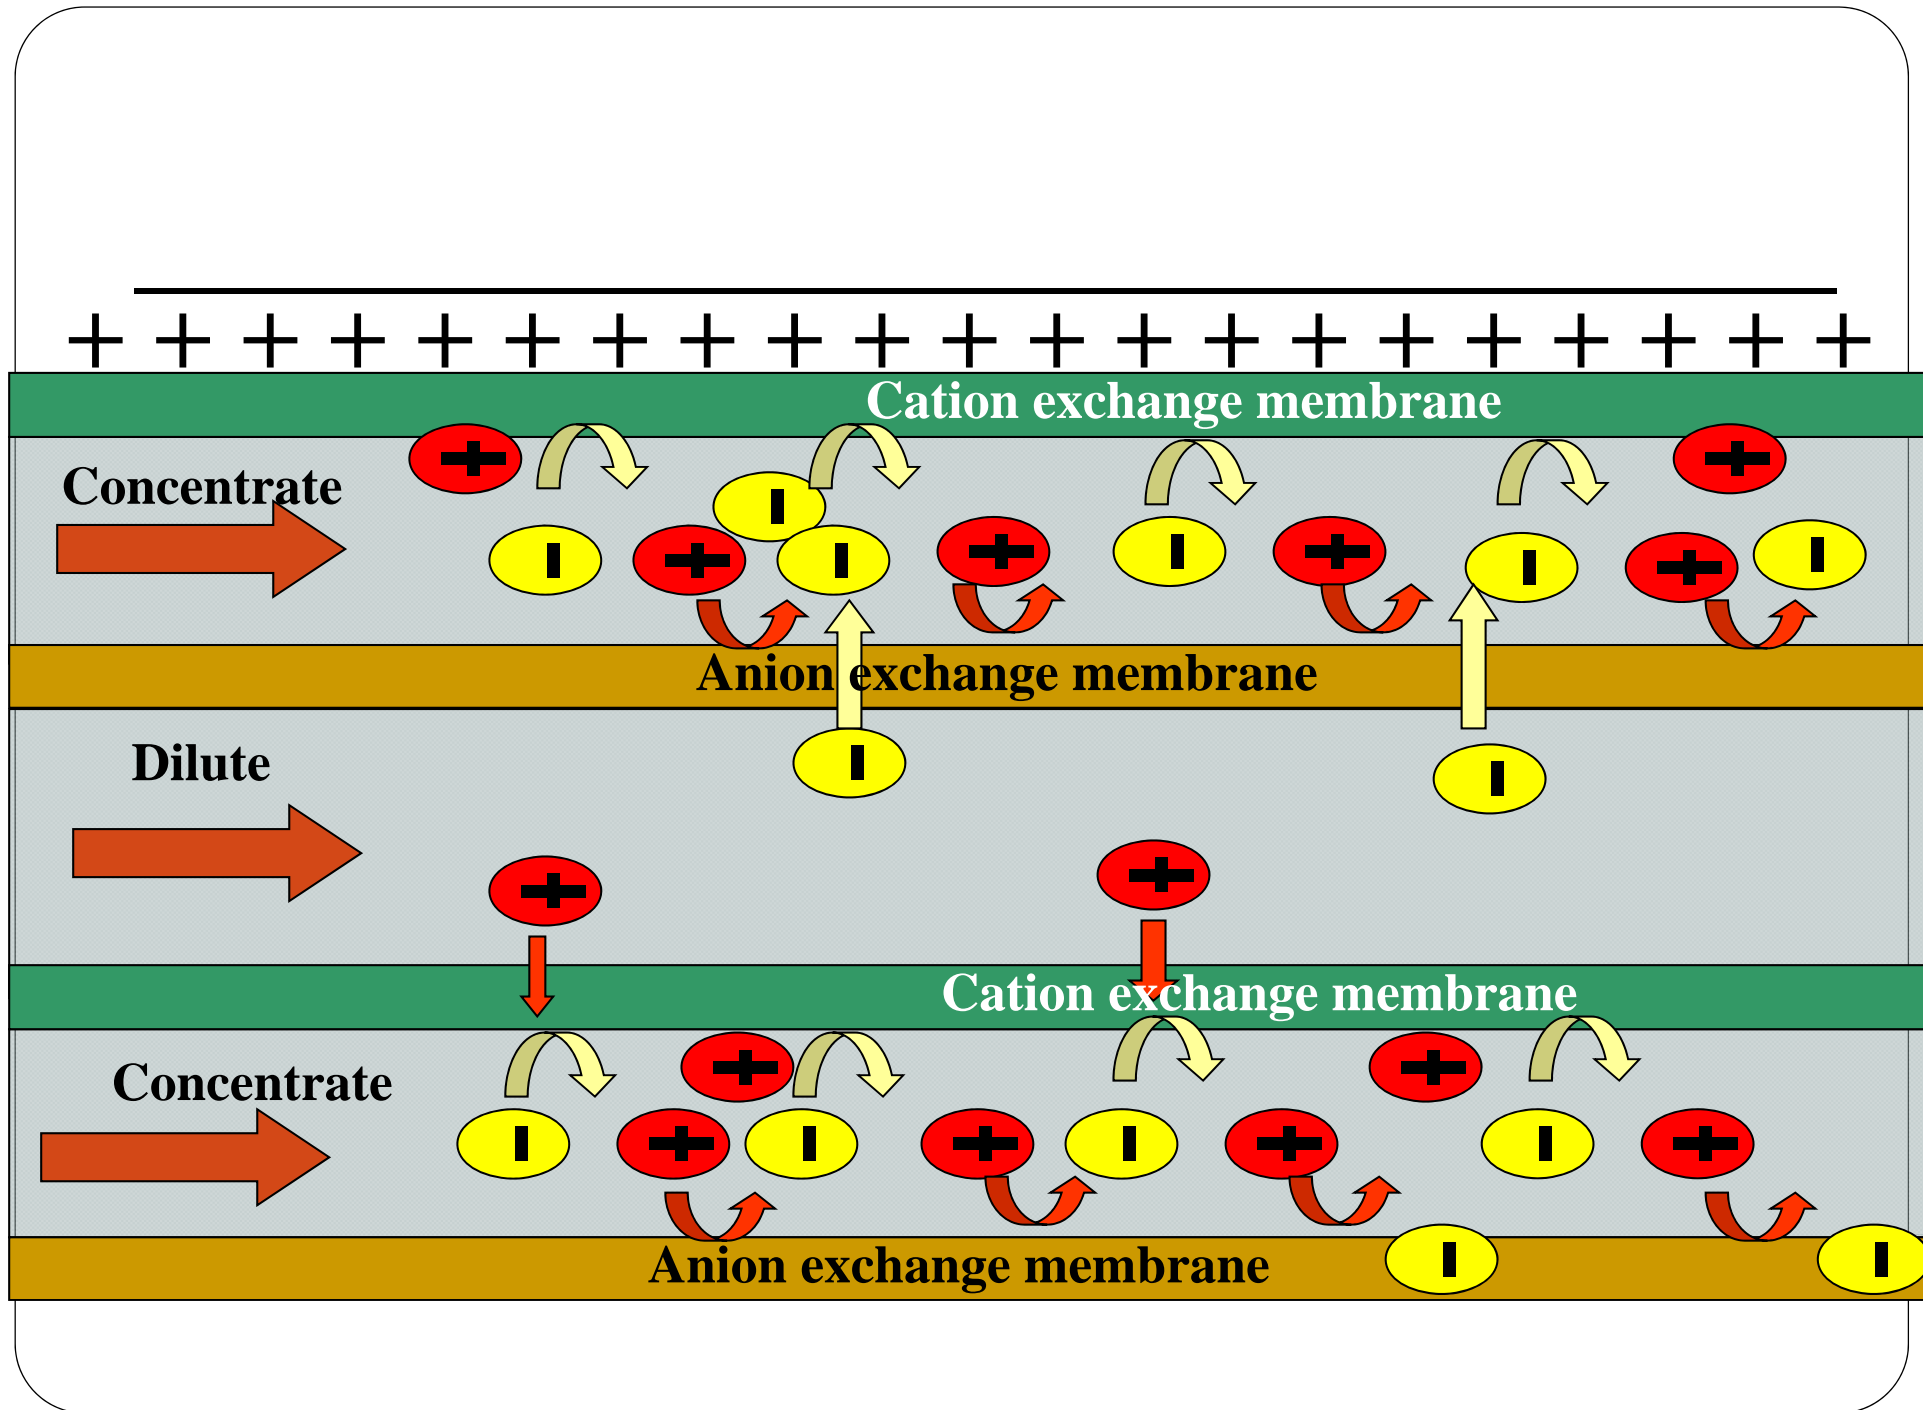 + + + + + + + + + + + + + + + + + + + + +
Cation exchange membrane
Concentrate
Anion exchange membrane
Dilute
Cation exchange membrane
Concentrate
Anion exchange membrane